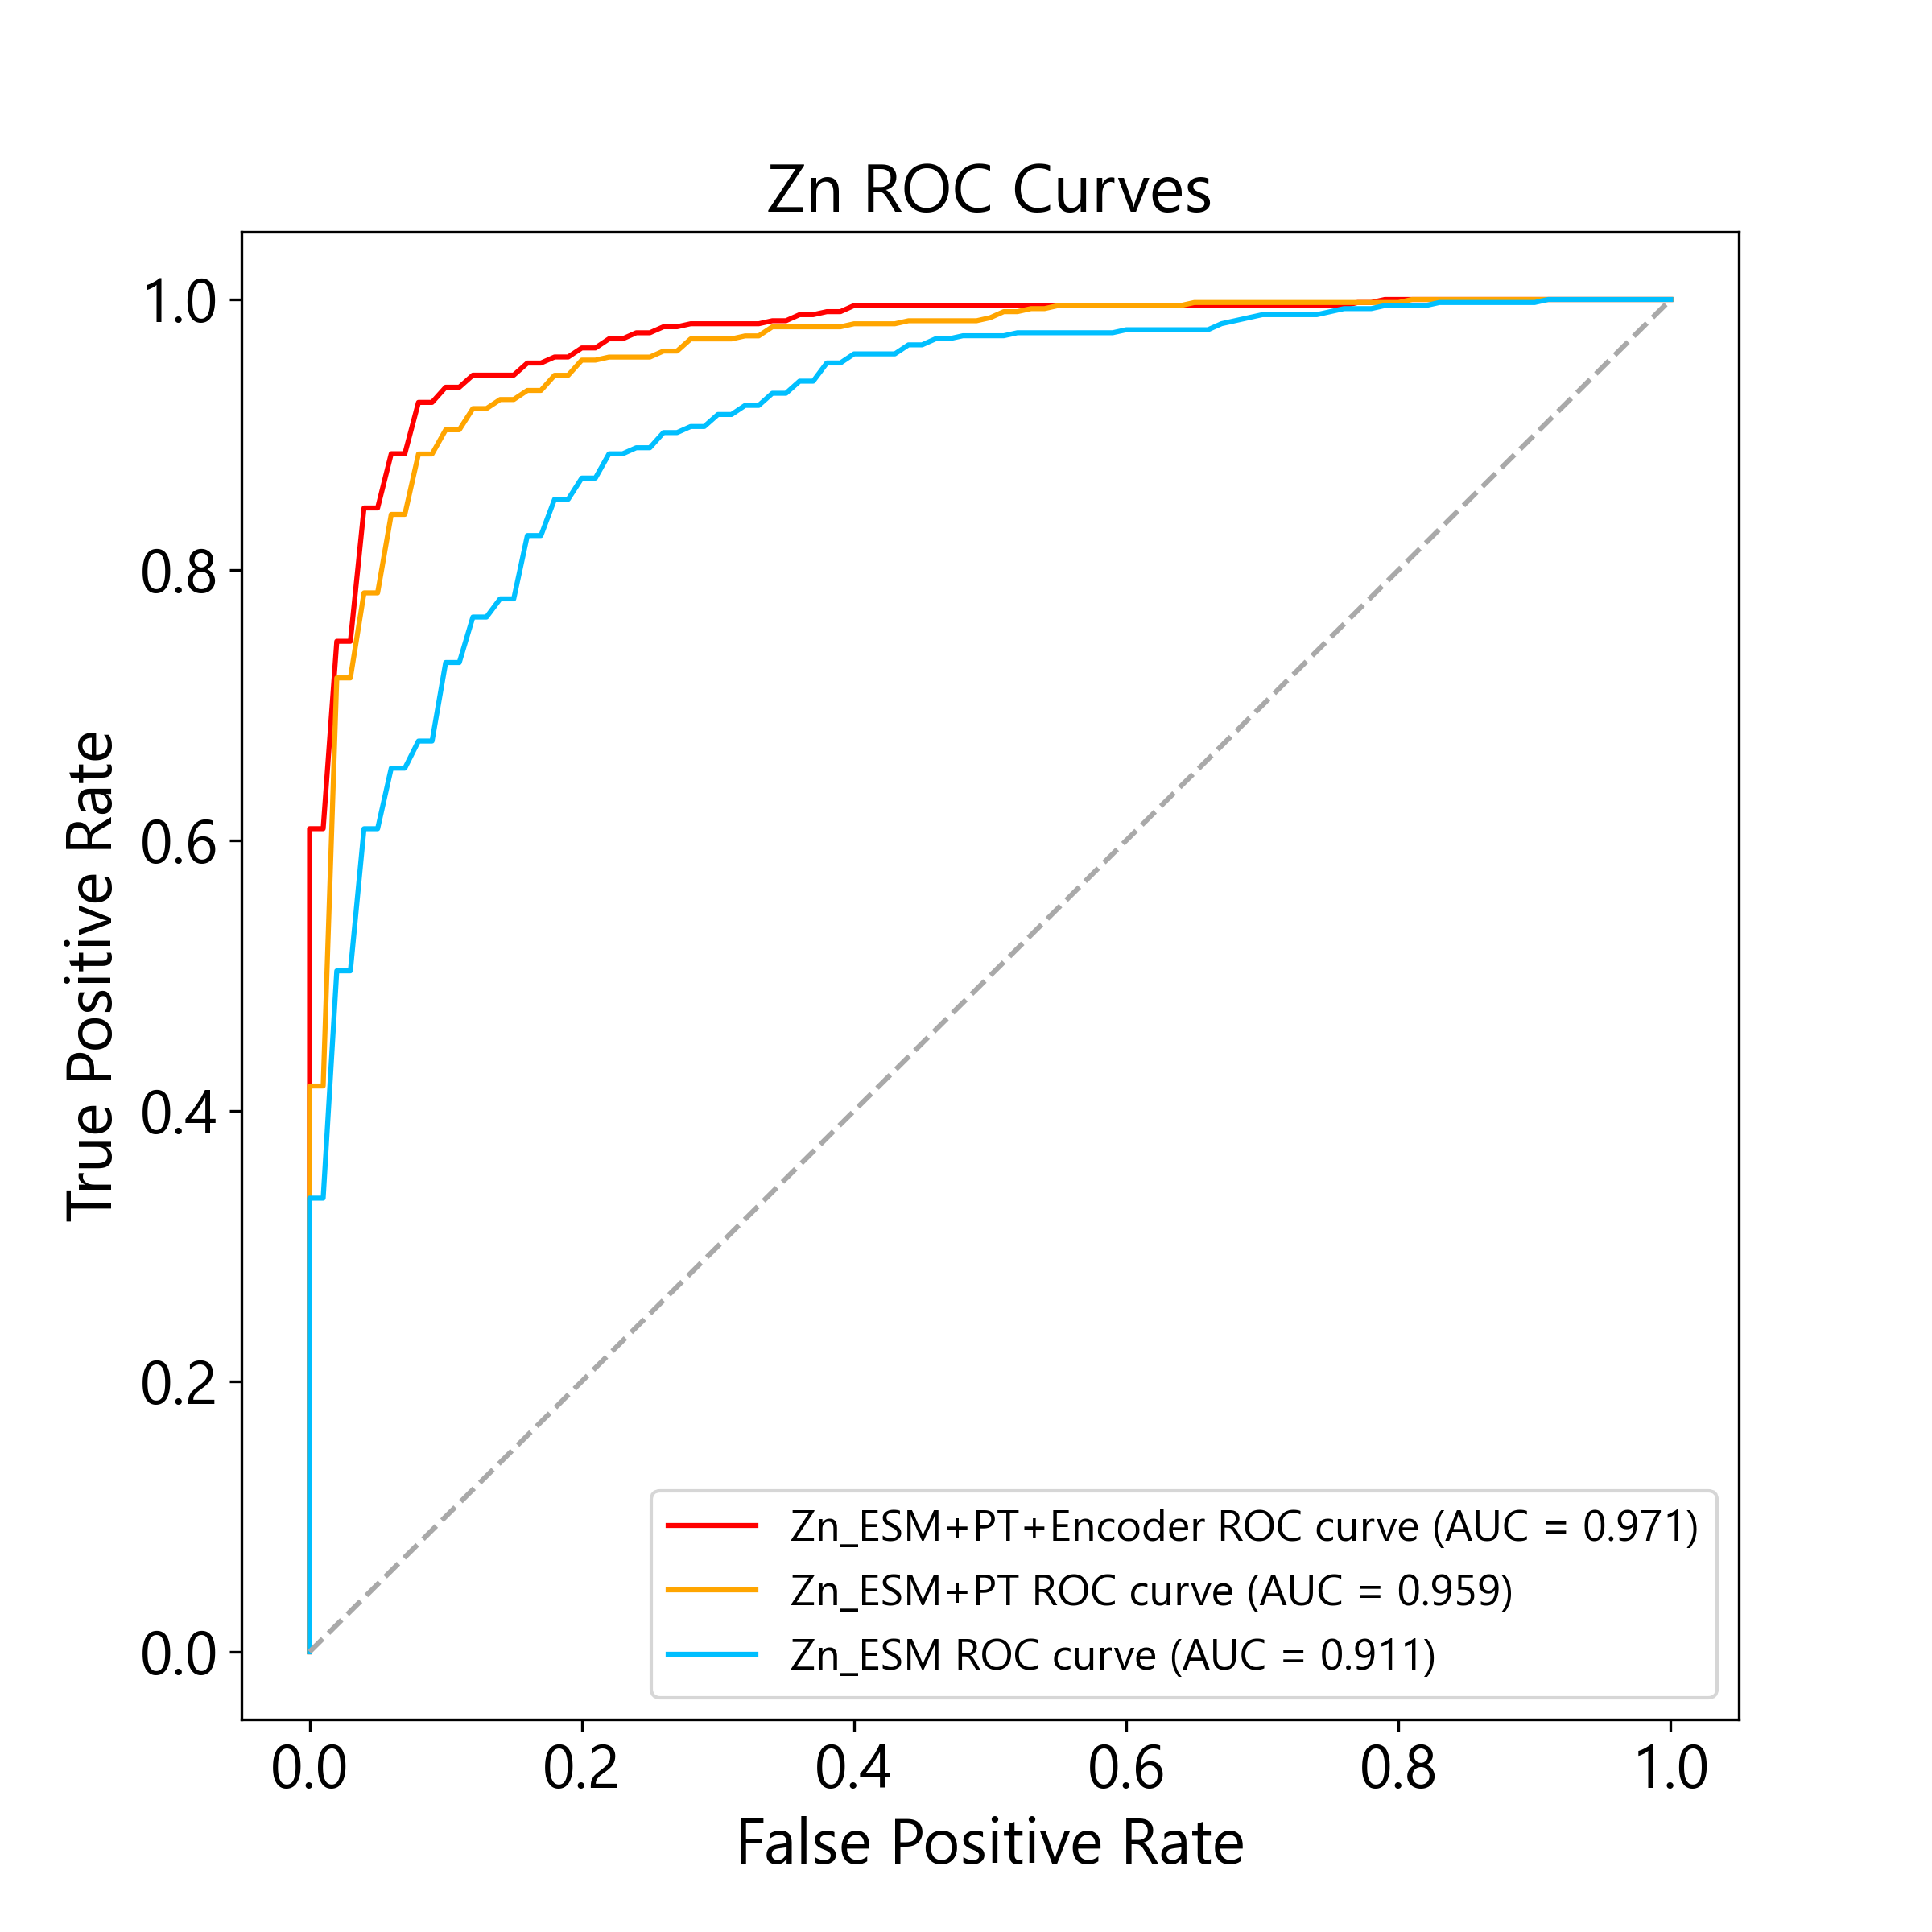 Zn ROC Curves
True Positive Rate
1.0
0.8
0.6
0.4
0.2
0.0
Zn_ESM+PT+Encoder ROC curve (AUC = 0.971)
Zn_ESM+PT ROC curve (AUC = 0.959)
Zn_ESM ROC curve (AUC = 0.911)
0.0 0.2 0.4 0.6 0.8 1.0
False Positive Rate